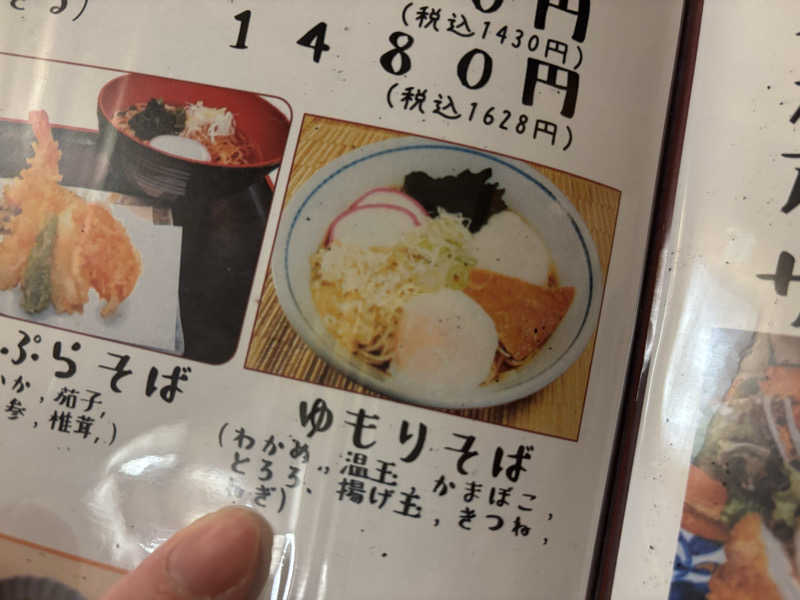 円
(税込1430円)
1480円
(税込1628円)
ぷらそば
か，茄子，
参，椎茸，)
ゆもりそば
(わかめ，温玉，かまぼこ，
とろろ、揚げ玉，きつね，
ぎ)